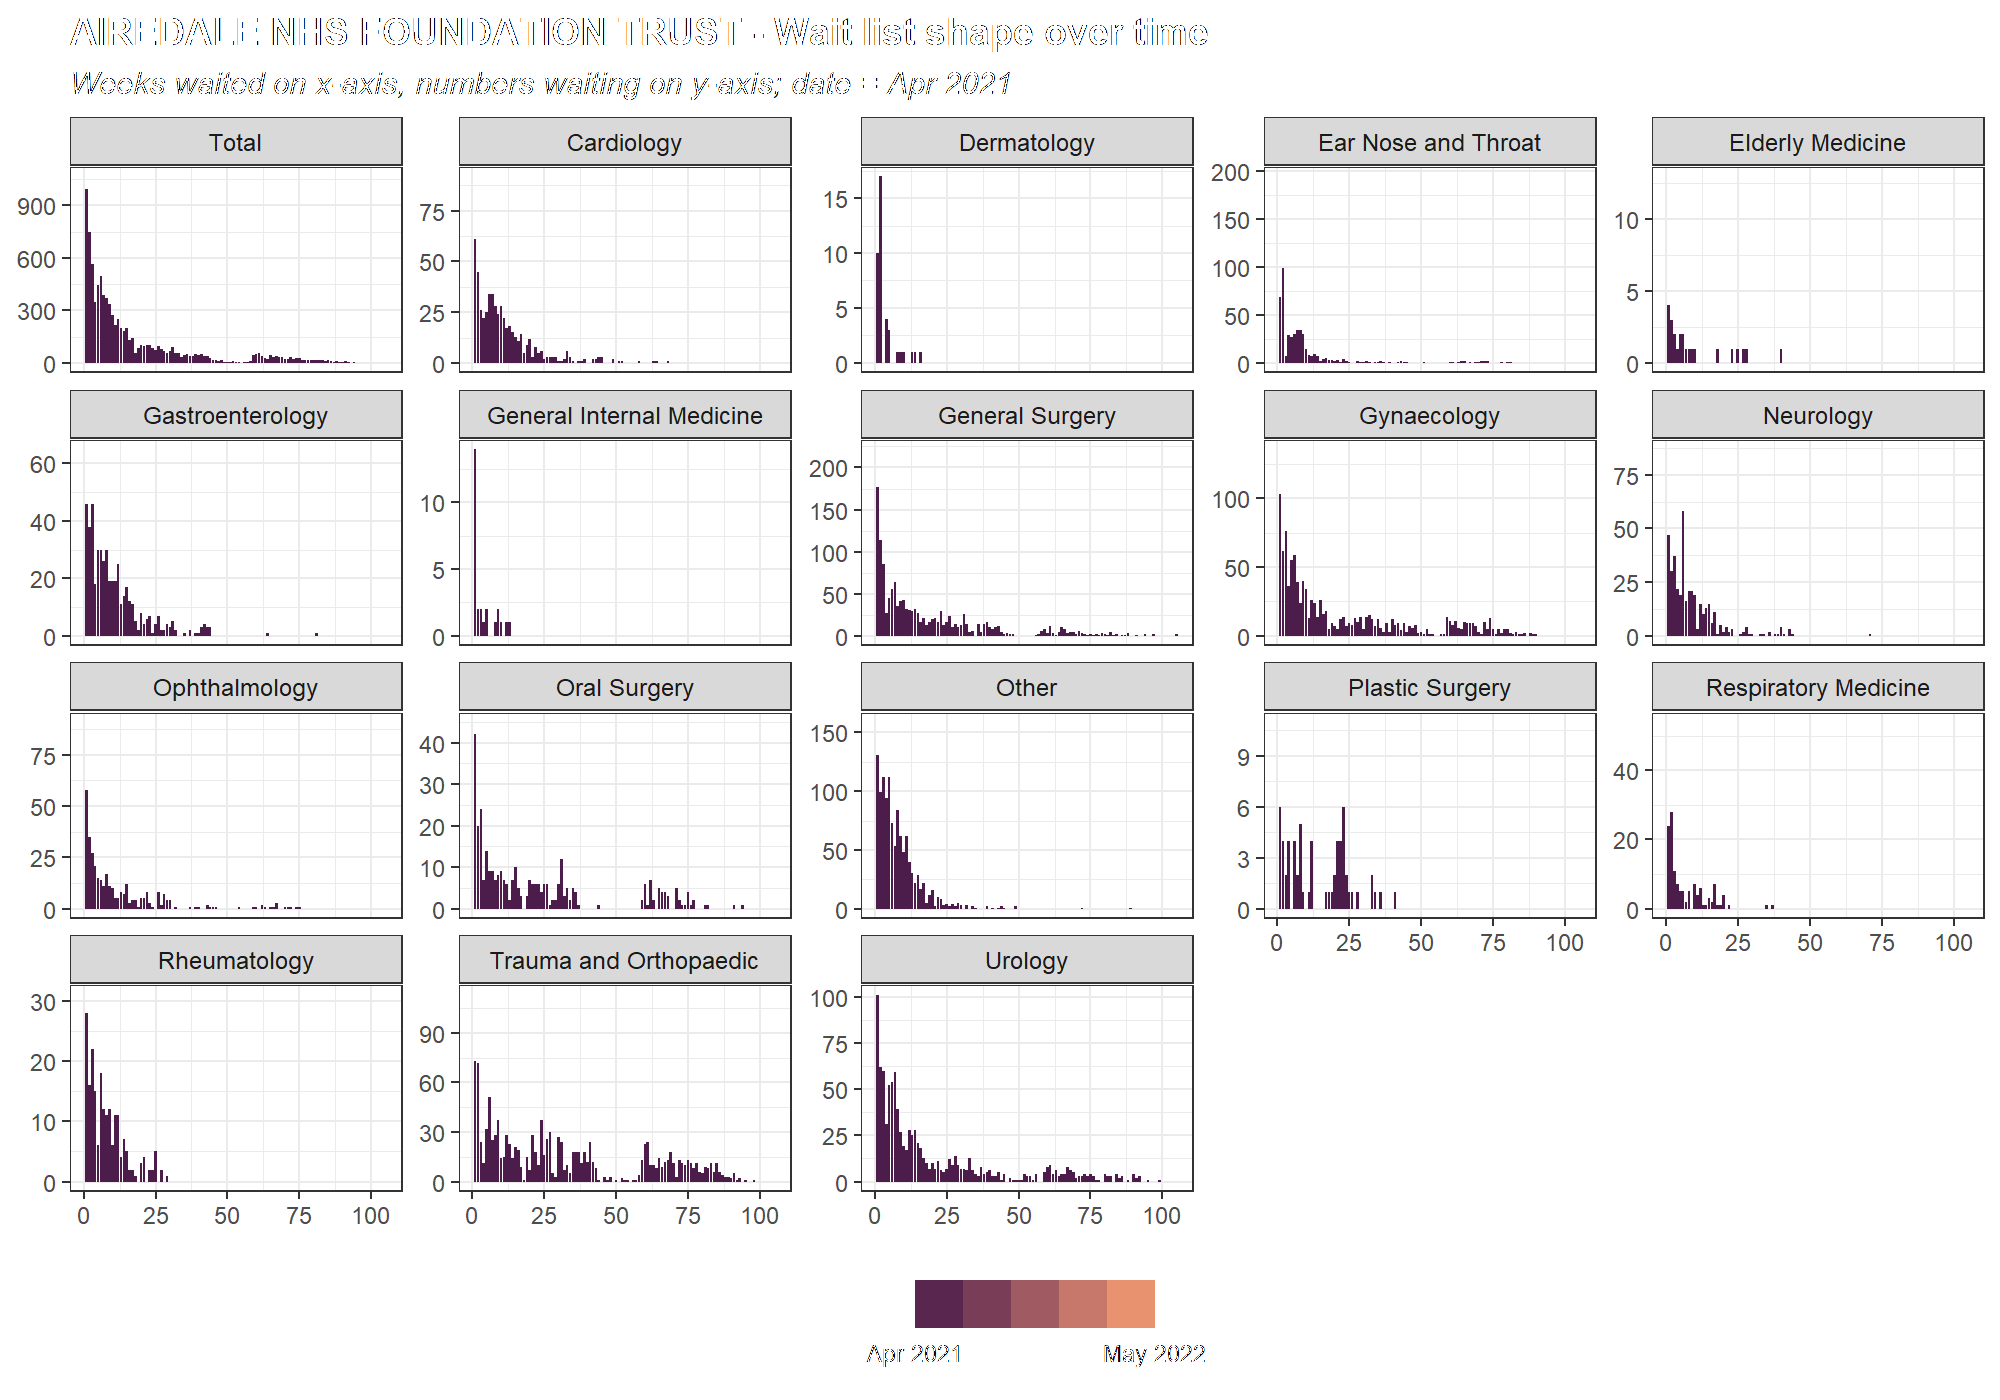 AIREDALE NHS FOUNDATION TRUST - Wait list shape over time
Weeks waited on x-axis, numbers waiting on y-axis; date = Apr 2021
Total Cardiology Dermatology Ear Nose and Throat Elderly Medicine
900 600 300 0
75 50 25 0
15 10 5 0
200 150 100 50 0
10 5 0
Gastroenterology General Internal Medicine General Surgery Gynaecology Neurology
60 40 20 0
10 5 0
200 150 100 50 0
100 50 0
75 50 25 0
Ophthalmology Oral Surgery Other Plastic Surgery Respiratory Medicine
75 50 25 0
40 30 20 10 0
150 100 50 0
9 6 3 0
40 20 0
0 25 50 75 100
0 25 50 75 100
Rheumatology Trauma and Orthopaedic Urology
30 20 10 0
90 60 30 0
100 75 50 25 0
0 25 50 75 100
0 25 50 75 100
0 25 50 75 100
Apr 2021 May 2022